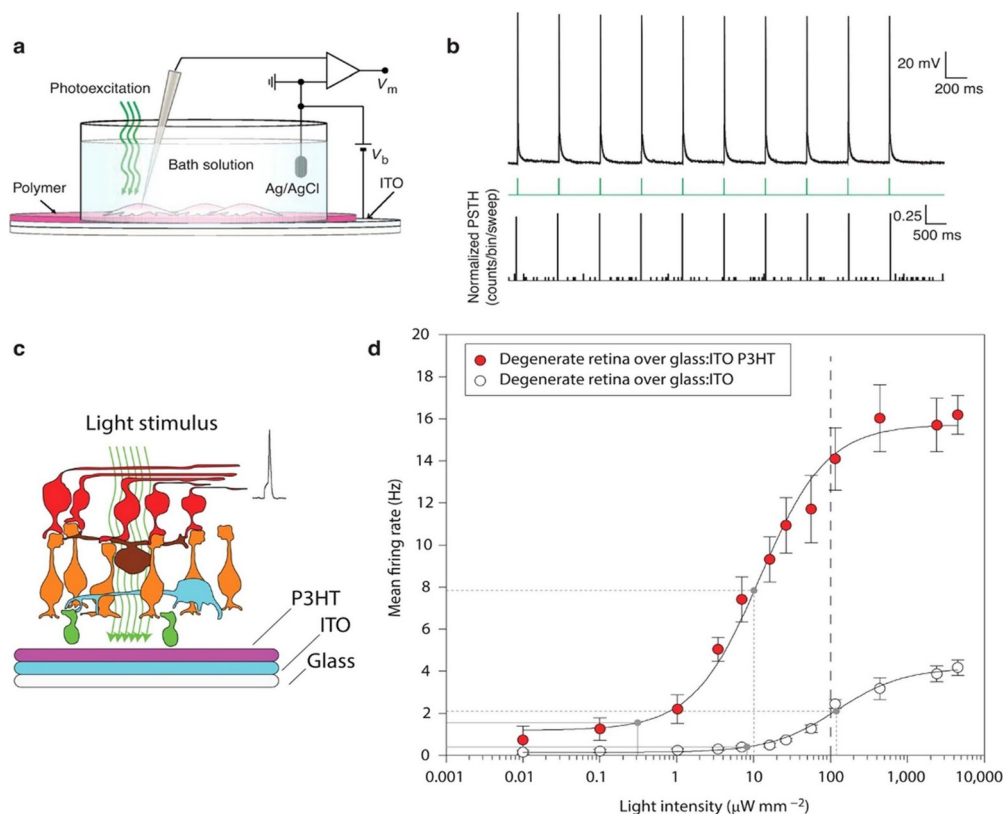 a
Photoexcitation
Vm
Bath solution
Vb
Ag/AgCl
ITO
Polymer
b
20 mV
200 ms
0.25
500 ms
Normalized PSTH
(counts/bin/sweep)
c
Light stimulus
P3HT
ITO
Glass
d
20
18
16
14
12
10
8
6
4
2
0
Mean firing rate (Hz)
Degenerate retina over glass:ITO P3HT
Degenerate retina over glass:ITO
0.001
0.01
0.1
1
10
100
1,000
10,000
Light intensity (μW mm⁻²)